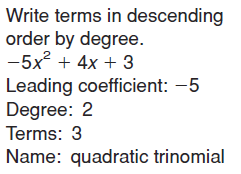 Write terms in descending
order by degree.
−5x² + 4x + 3
Leading coefficient: −5
Degree: 2
Terms: 3
Name: quadratic trinomial